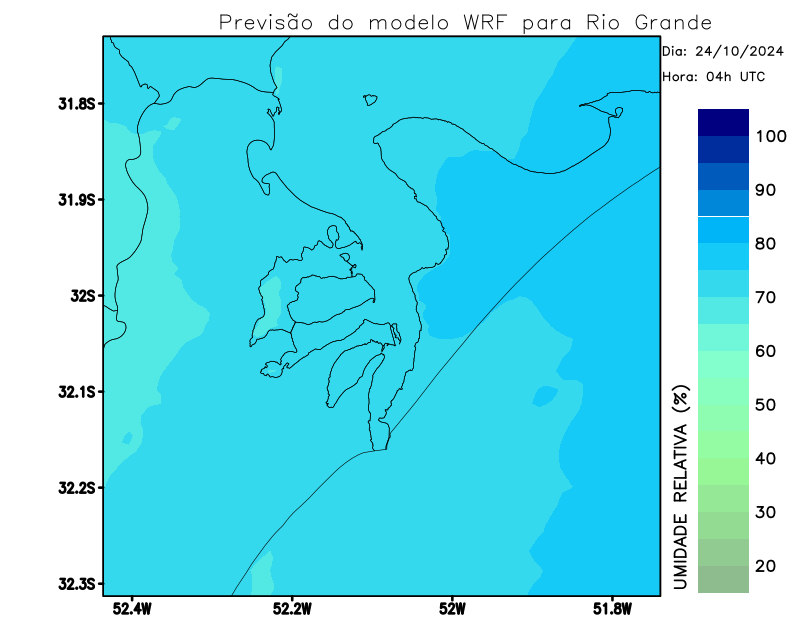 Previsão do modelo WRF para Rio Grande
Dia: 24/10/2024
Hora: 04h UTC
31.8S
31.9S
32S
32.1S
32.2S
32.3S
52.4W
52.2W
52W
51.8W
UMIDADE RELATIVA (%)
100
90
80
70
60
50
40
30
20